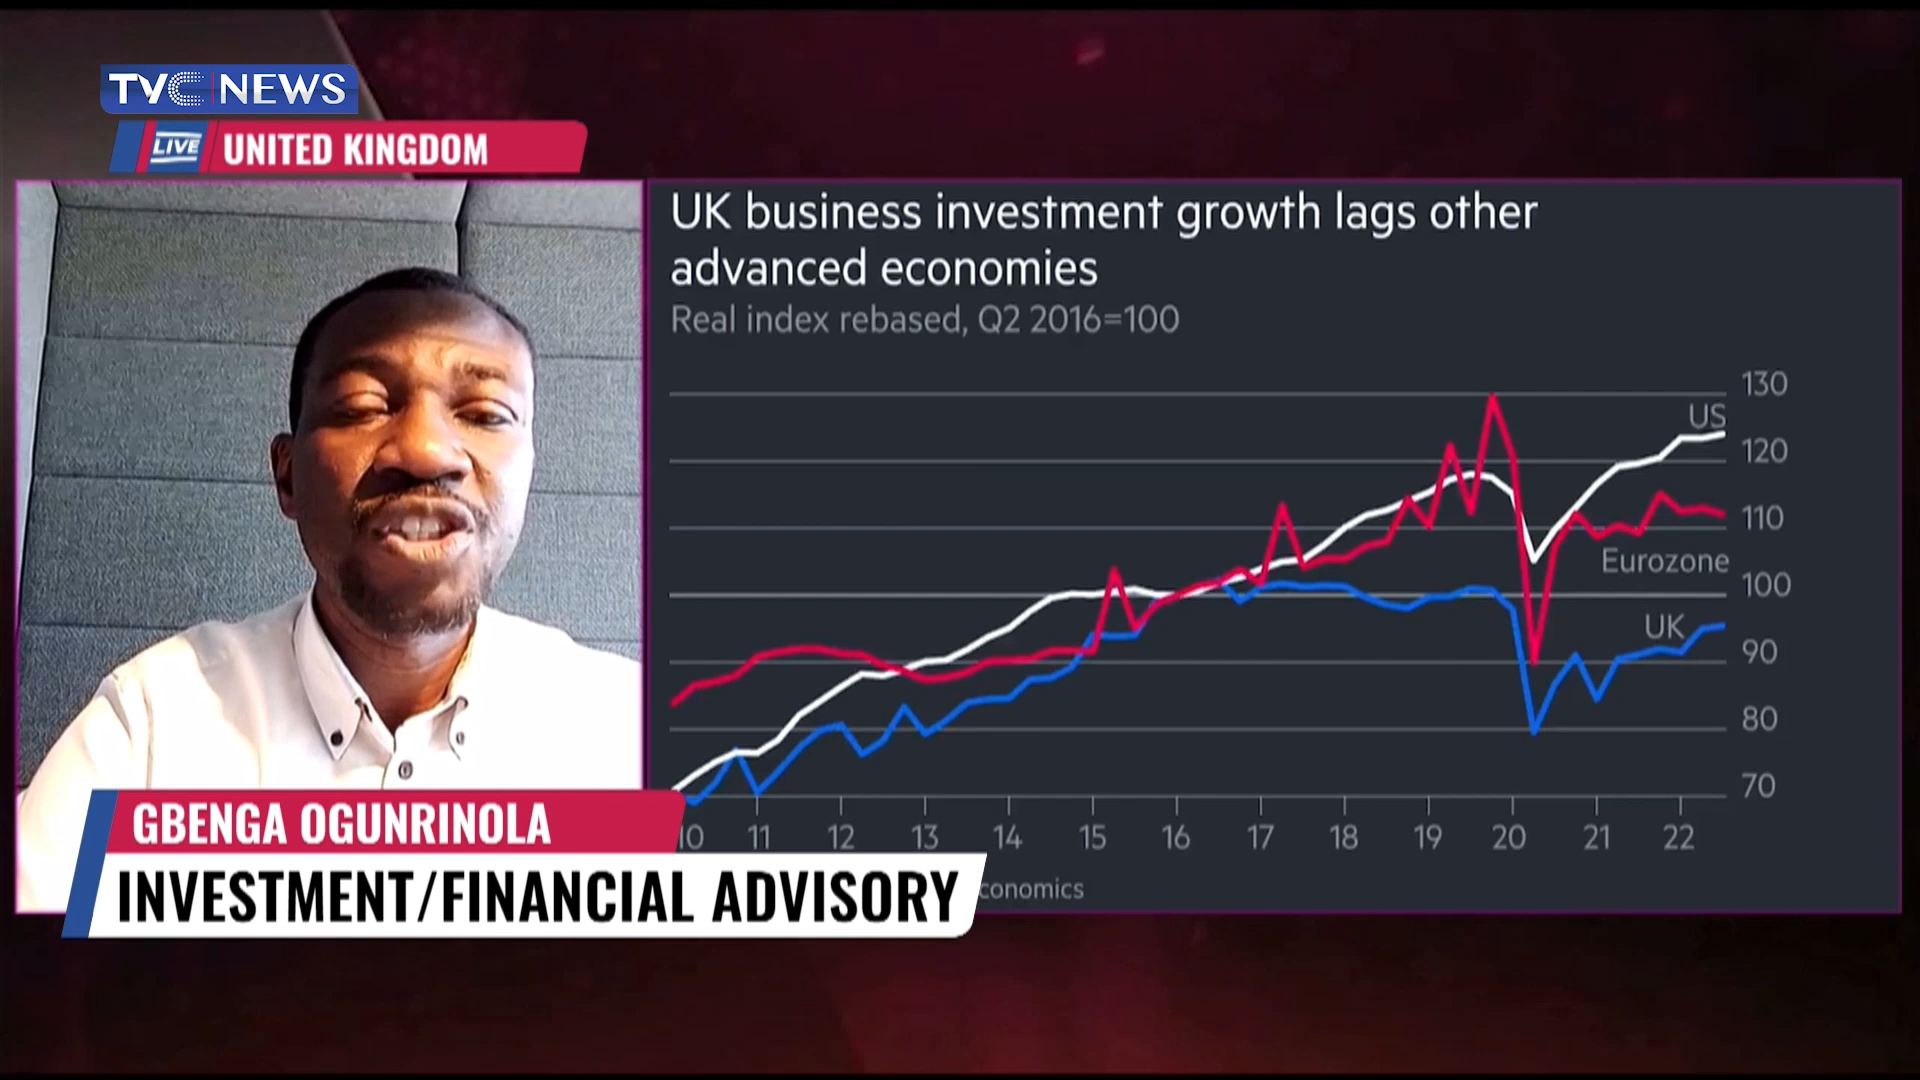 TVC NEWS
LIVE UNITED KINGDOM
UK business investment growth lags other
advanced economies
Real index rebased, Q2 2016=100
130
US
120
110
Eurozone
100
UK
90
80
70
10 11 12 13 14 15 16 17 18 19 20 21 22
GBENGA OGUNRINOLA
INVESTMENT/FINANCIAL ADVISORY